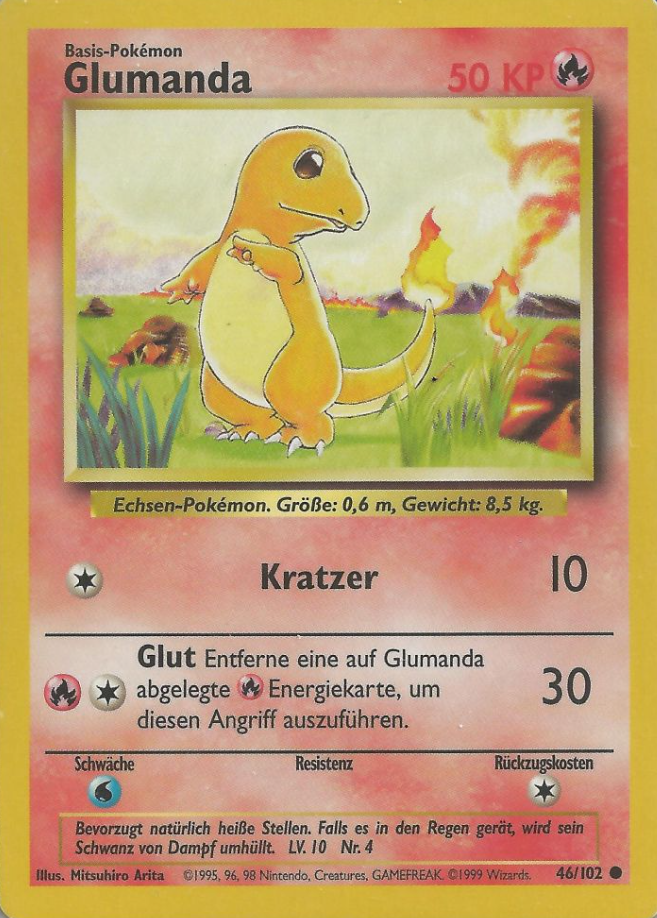 Basis-Pokémon
Glumanda
50 KP
Echsen-Pokémon. Größe: 0,6 m, Gewicht: 8,5 kg.
Kratzer 10
Glut Entferne eine auf Glumanda
abgelegte Energiekarte, um
diesen Angriff auszuführen.
30
Schwäche Resistenz Rückzugskosten
Bevorzugt natürlich heiße Stellen. Falls es in den Regen gerät, wird sein
Schwanz von Dampf umhüllt. LV. 10 Nr. 4
Illus. Mitsuhiro Arita ©1995, 96, 98 Nintendo, Creatures, GAMEFREAK. ©1999 Wizards. 46/102